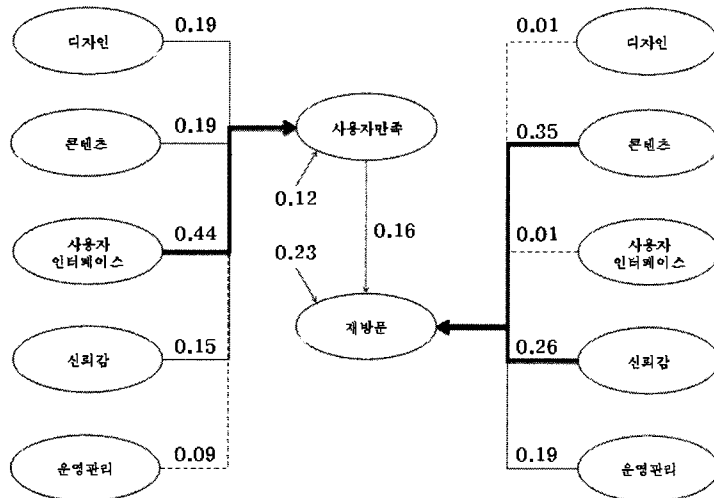 0.19
디자인
0.19
콘텐츠
0.44
사용자
인터페이스
0.15
신뢰감
0.09
운영관리
사용자만족
0.12
0.16
0.23
재방문
0.01
디자인
0.35
콘텐츠
0.01
사용자
인터페이스
0.26
신뢰감
0.19
운영관리